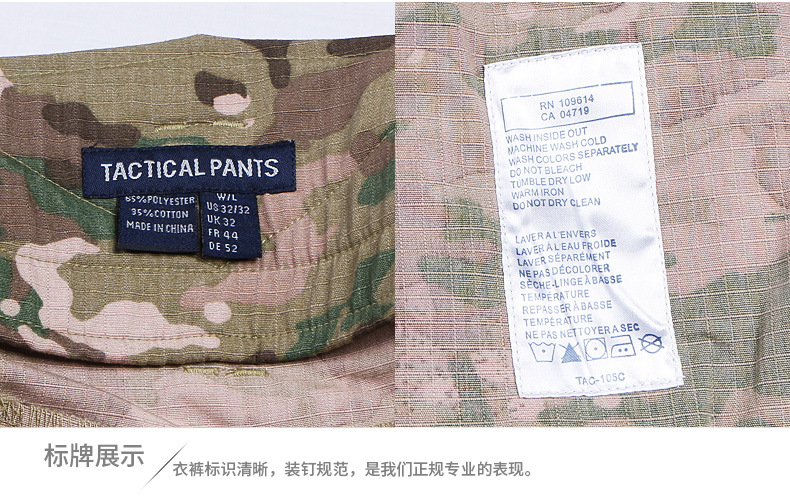 TACTICAL PANTS
65%POLYESTER
35%COTTON
MADE IN CHINA
W/L
US 32/32
UK 32
FR 44
DE 52
RN 109614
CA 04719
WASH INSIDE OUT
MACHINE WASH COLD
WASH COLORS SEPARATELY
DO NOT BLEACH
TUMBLE DRY LOW
WARM IRON
DO NOT DRY CLEAN
LAVER A L'ENVERS
LAVER À L'EAU FROIDE
LAVER SÉPARÉMENT
NE PAS DÉCOLORER
SÈCHE-LINGE À BASSE
TEMPÉRATURE
REPASSER À BASSE
TEMPÉRATURE
NE PAS NETTOYER A SEC
TAC-105C
标牌展示
衣裤标识清晰，装钉规范，是我们正规专业的表现。